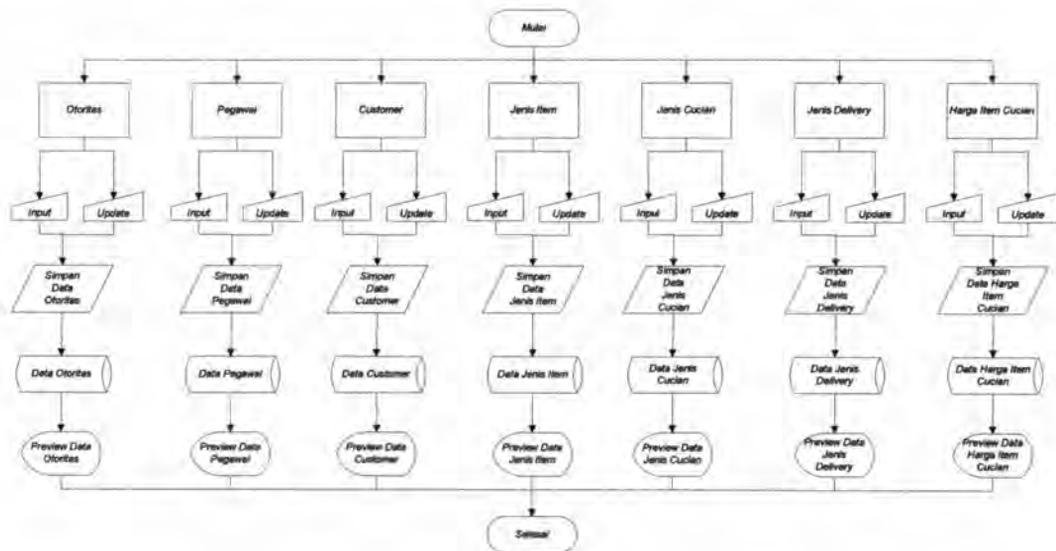 Mulai
Otoritas
Pegawai
Customer
Jenis Item
Jenis Cucian
Jenis Delivery
Harga Item Cucian
Input
Update
Input
Update
Input
Update
Input
Update
Input
Update
Input
Update
Input
Update
Simpan
Data
Otoritas
Simpan
Data
Pegawai
Simpan
Data
Customer
Simpan
Data
Jenis Item
Simpan
Data
Jenis
Cucian
Simpan
Data
Jenis
Delivery
Simpan
Data Harga
Item
Cucian
Data Otoritas
Data Pegawai
Data Customer
Data Jenis Item
Data Jenis
Cucian
Data Jenis
Delivery
Data Harga Item
Cucian
Preview Data
Otoritas
Preview Data
Pegawai
Preview Data
Customer
Preview Data
Jenis Item
Preview Data
Jenis Cucian
Preview Data
Jenis
Delivery
Preview Data
Harga Item
Cucian
Selesai